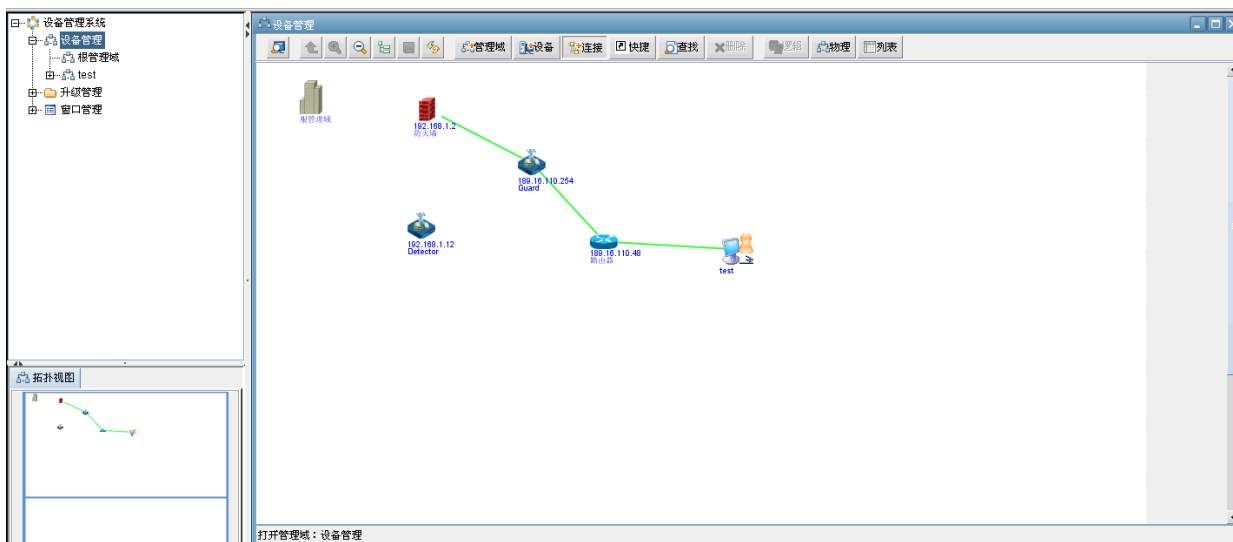 设备管理系统
设备管理
根管理域
test
升级管理
窗口管理
拓扑视图
设备管理
管理域 设备 连接 快捷 查找 删除 逻辑 物理 列表
根管理域
192.168.1.2
防火墙
189.16.110.254
Guard
192.168.1.12
Detector
189.16.110.48
路由器
test
打开管理域：设备管理